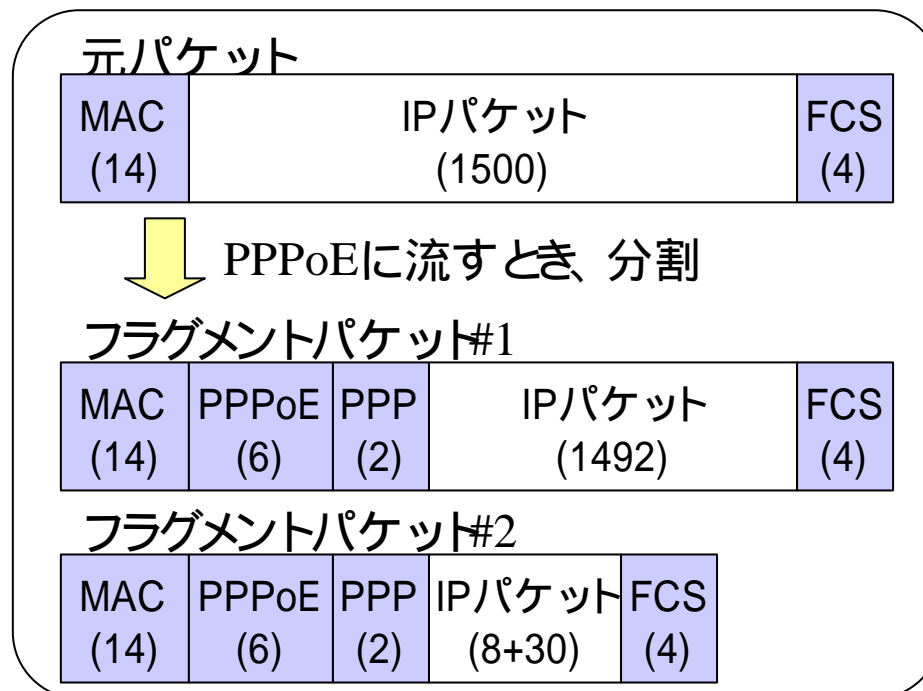 元パケット
MAC IPパケット FCS
(14) (1500) (4)
PPPoEに流すとき、分割
フラグメントパケット#1
MAC PPPoE PPP IPパケット FCS
(14) (6) (2) (1492) (4)
フラグメントパケット#2
MAC PPPoE PPP IPパケット FCS
(14) (6) (2) (8+30) (4)